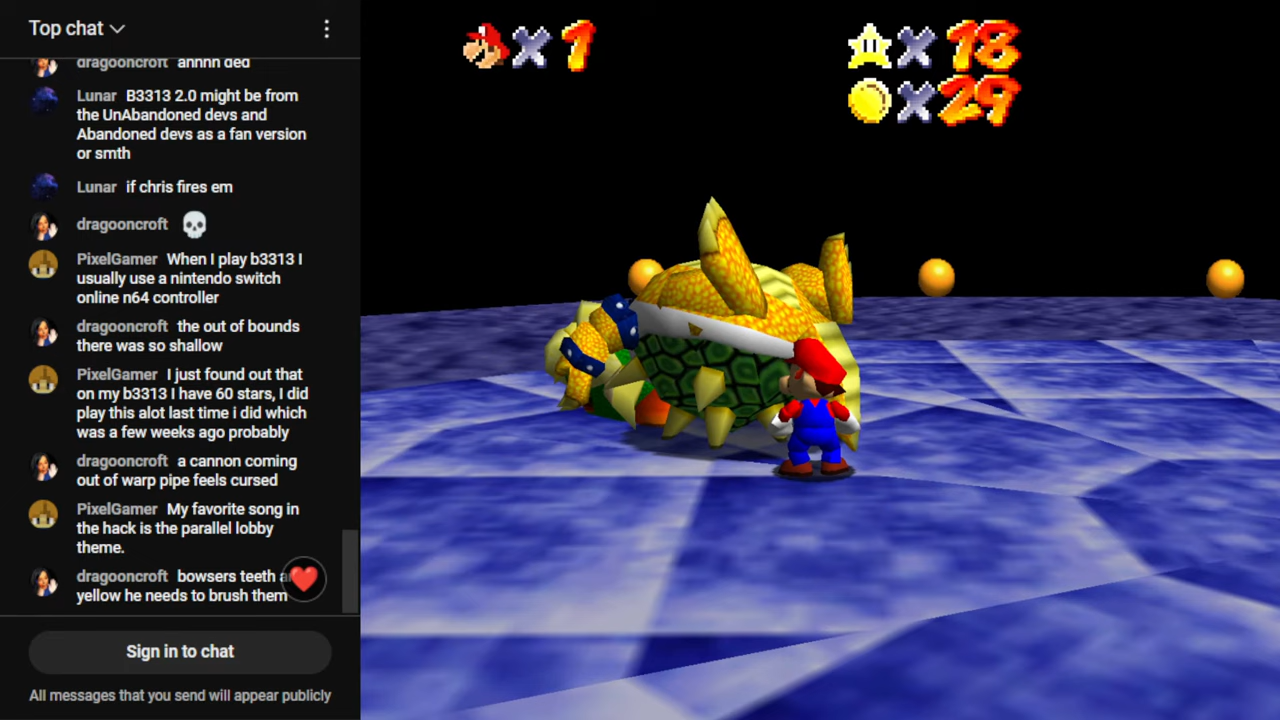 Top chat
dragooncroft annnn ded
Lunar B3313 2.0 might be from
the UnAbandoned devs and
Abandoned devs as a fan version
or smth
Lunar if chris fires em
dragooncroft 💀
PixelGamer When I play b3313 I
usually use a nintendo switch
online n64 controller
dragooncroft the out of bounds
there was so shallow
PixelGamer I just found out that
on my b3313 I have 60 stars, I did
play this alot last time i did which
was a few weeks ago probably
dragooncroft a cannon coming
out of warp pipe feels cursed
PixelGamer My favorite song in
the hack is the parallel lobby
theme.
dragooncroft bowsers teeth
yellow he needs to brush them
Sign in to chat
All messages that you send will appear publicly
x 1
x 18
x 29